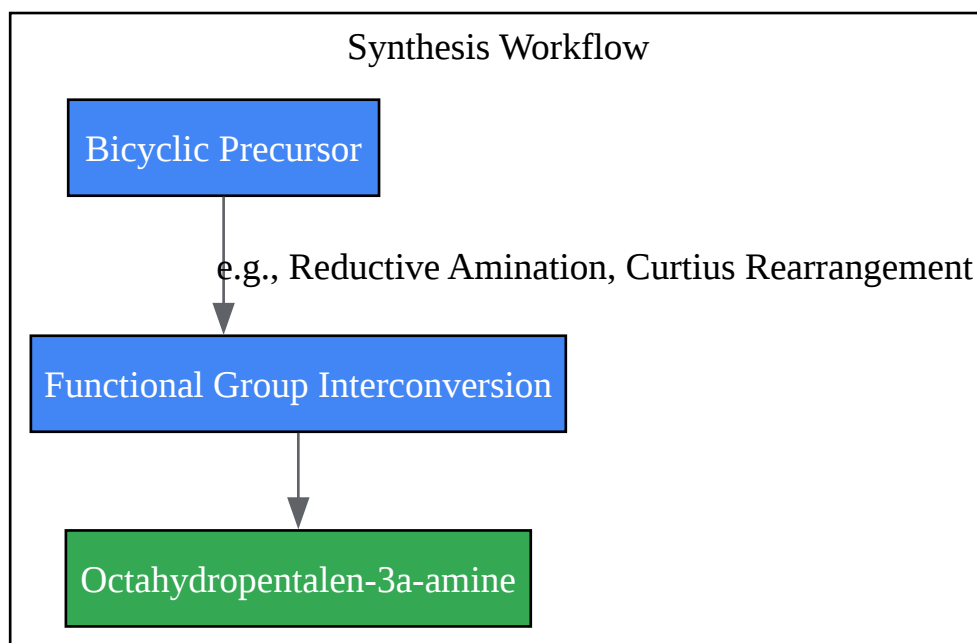 Synthesis Workflow
Bicyclic Precursor
e.g., Reductive Amination, Curtius Rearrangement
Functional Group Interconversion
Octahydropentalen-3a-amine